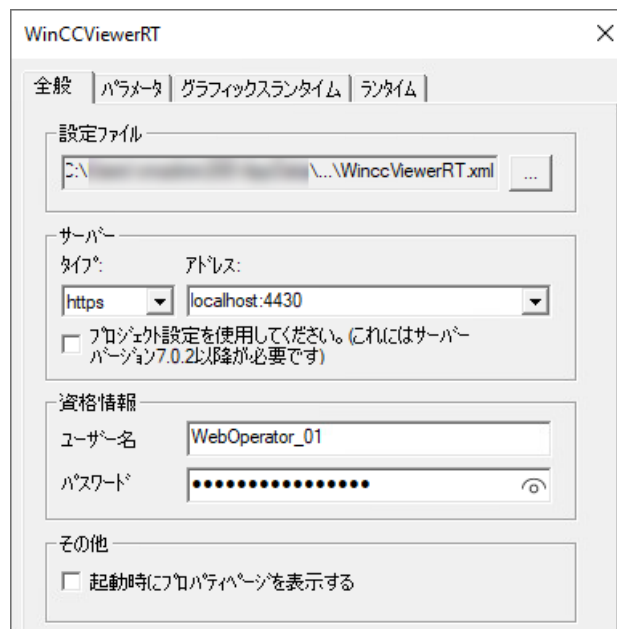 WinCCViewerRT
全般 パラメータ グラフィックスランタイム ランタイム
設定ファイル
C:\ \...\WinccViewerRT.xml ...
サーバー
タイプ: アドレス:
https localhost:4430
プロジェクト設定を使用してください。(これにはサーバー
バージョン7.0.2以降が必要です)
資格情報
ユーザー名 WebOperator_01
パスワード ●●●●●●●●●●●●●●●●
その他
起動時にプロパティページを表示する